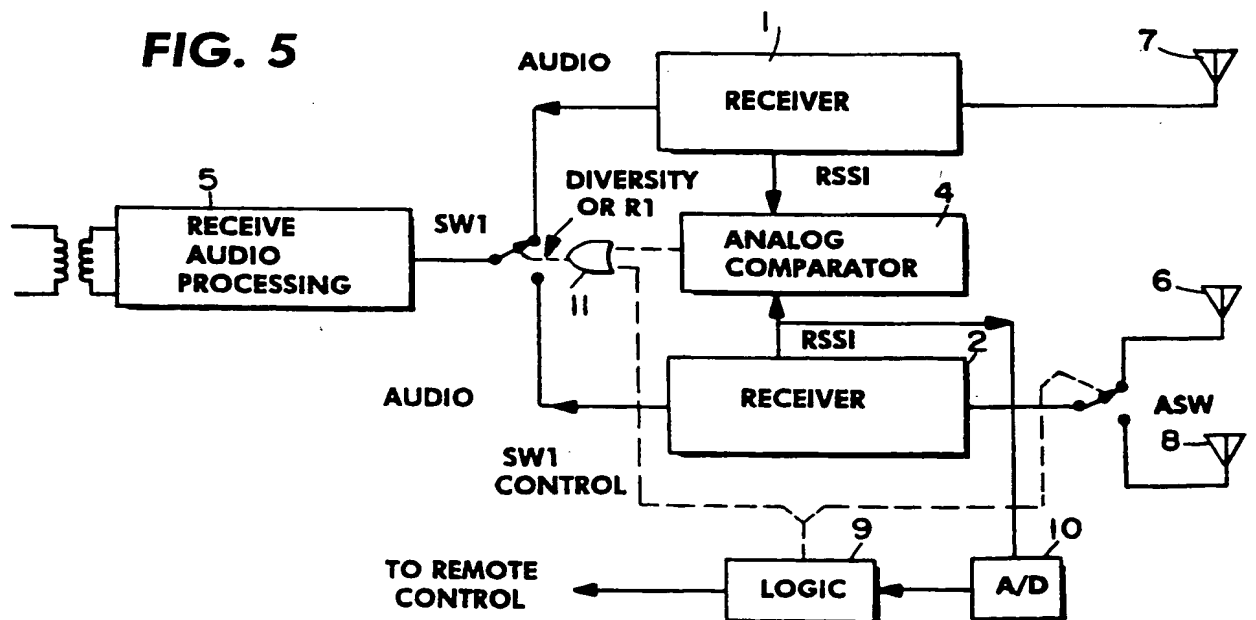 FIG. 5
1
7
AUDIO
RECEIVER
RSSI
DIVERSITY
OR R1
5
RECEIVE
AUDIO
PROCESSING
SW1
4
ANALOG
COMPARATOR
11
6
RSSI
2
RECEIVER
AUDIO
ASW
8
SW1
CONTROL
9
10
TO REMOTE
CONTROL
LOGIC
A/D